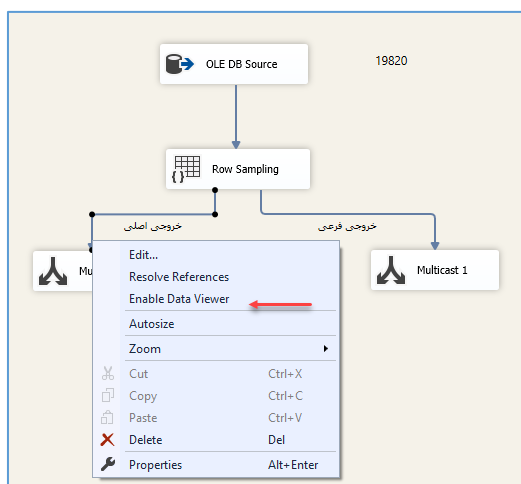 OLE DB Source
19820
Row Sampling
خروجی اصلی
خروجی فرعی
Mu
Multicast 1
Edit...
Resolve References
Enable Data Viewer
Autosize
Zoom
Cut Ctrl+X
Copy Ctrl+C
Paste Ctrl+V
Delete Del
Properties Alt+Enter